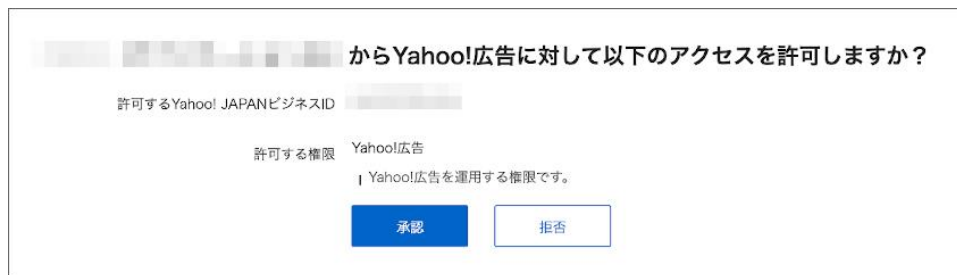 からYahoo!広告に対して以下のアクセスを許可しますか？
許可するYahoo! JAPANビジネスID
許可する権限 Yahoo!広告
Yahoo!広告を運用する権限です。
承認 拒否